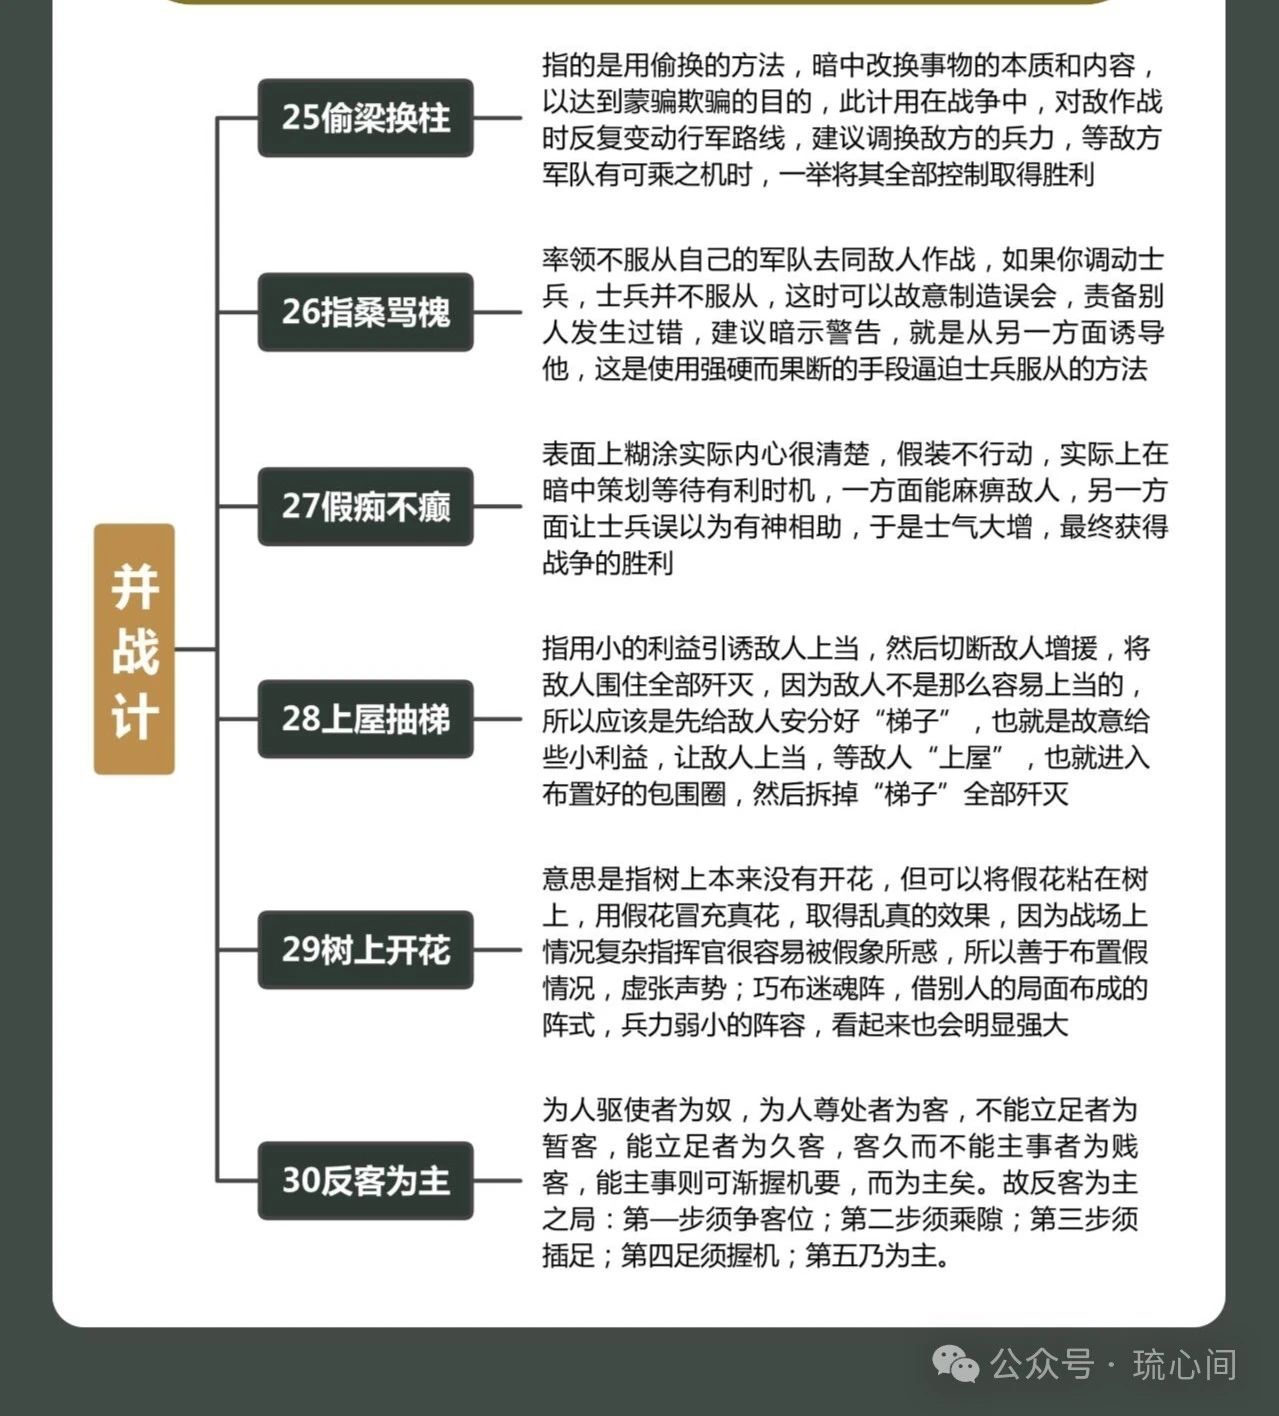 25偷梁换柱
指的是用偷换的方法，暗中改换事物的本质和内容，
以达到蒙骗欺骗的目的，此计用在战争中，对敌作战
时反复变动行军路线，建议调换敌方的兵力，等敌方
军队有可乘之机时，一举将其全部控制取得胜利
26指桑骂槐
率领不服从自己的军队去同敌人作战，如果你调动士
兵，士兵并不服从，这时可以故意制造误会，责备别
人发生过错，建议暗示警告，就是从另一方面诱导
他，这是使用强硬而果断的手段逼迫士兵服从的方法
27假痴不癫
表面上糊涂实际内心很清楚，假装不行动，实际上在
暗中策划等待有利时机，一方面能麻痹敌人，另一方
面让士兵误以为有神相助，于是士气大增，最终获得
战争的胜利
并战计
28上屋抽梯
指用小的利益引诱敌人上当，然后切断敌人增援，将
敌人围住全部歼灭，因为敌人不是那么容易上当的，
所以应该是先给敌人安分好“梯子”，也就是故意给
些小利益，让敌人上当，等敌人“上屋”，也就进入
布置好的包围圈，然后拆掉“梯子”全部歼灭
29树上开花
意思是指树上本来没有开花，但可以将假花粘在树
上，用假花冒充真花，取得乱真的效果，因为战场上
情况复杂指挥官很容易被假象所惑，所以善于布置假
情况，虚张声势；巧布迷魂阵，借别人的局面布成的
阵式，兵力弱小的阵容，看起来也会明显强大
30反客为主
为人驱使者为奴，为人尊处者为客，不能立足者为
暂客，能立足者为久客，客久而不能主事者为贱
客，能主事则可渐握机要，而为主矣。故反客为主
之局：第一步须争客位；第二步须乘隙；第三步须
插足；第四足须握机；第五乃为主。
公众号·琉心间